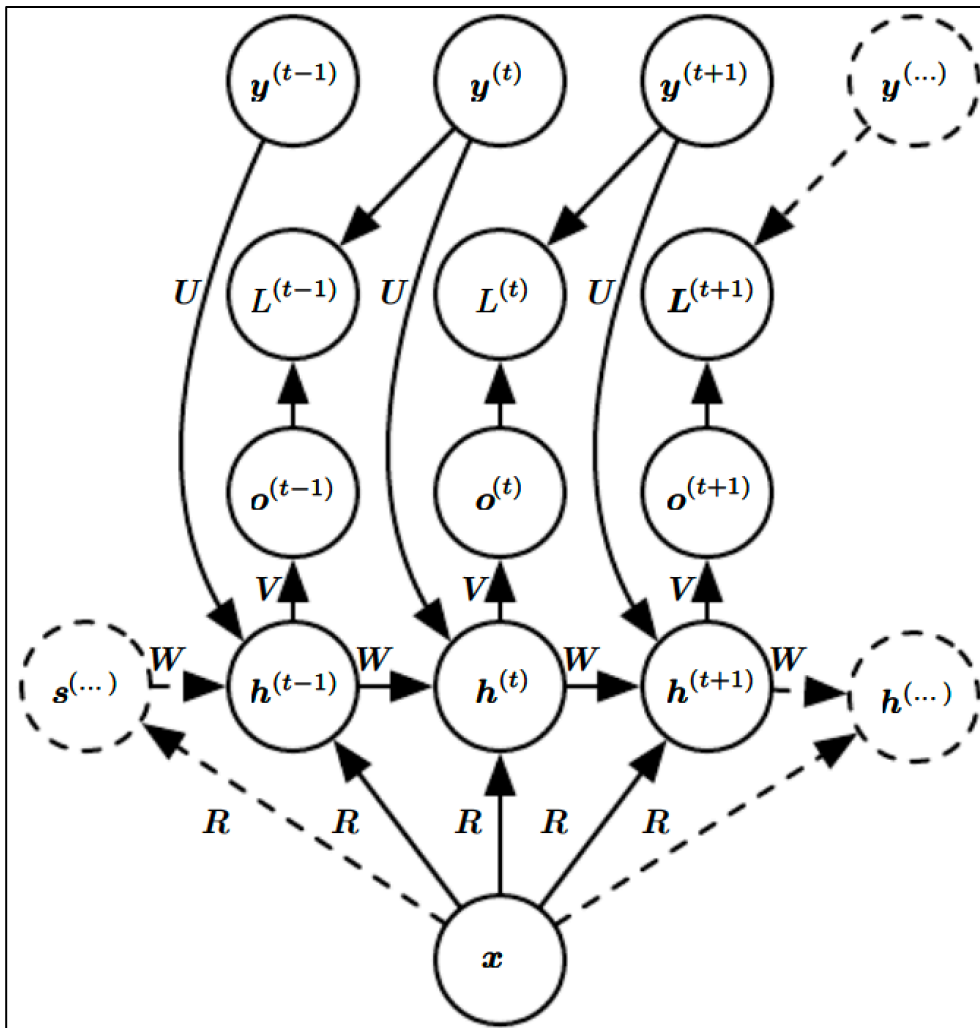 y^(t−1) y^(t) y^(t+1) y^(...)
U L^(t−1) U L^(t) U L^(t+1)
o^(t−1) o^(t) o^(t+1)
V V V
W W W W
s^(...) h^(t−1) h^(t) h^(t+1) h^(...)
R R R R R
x